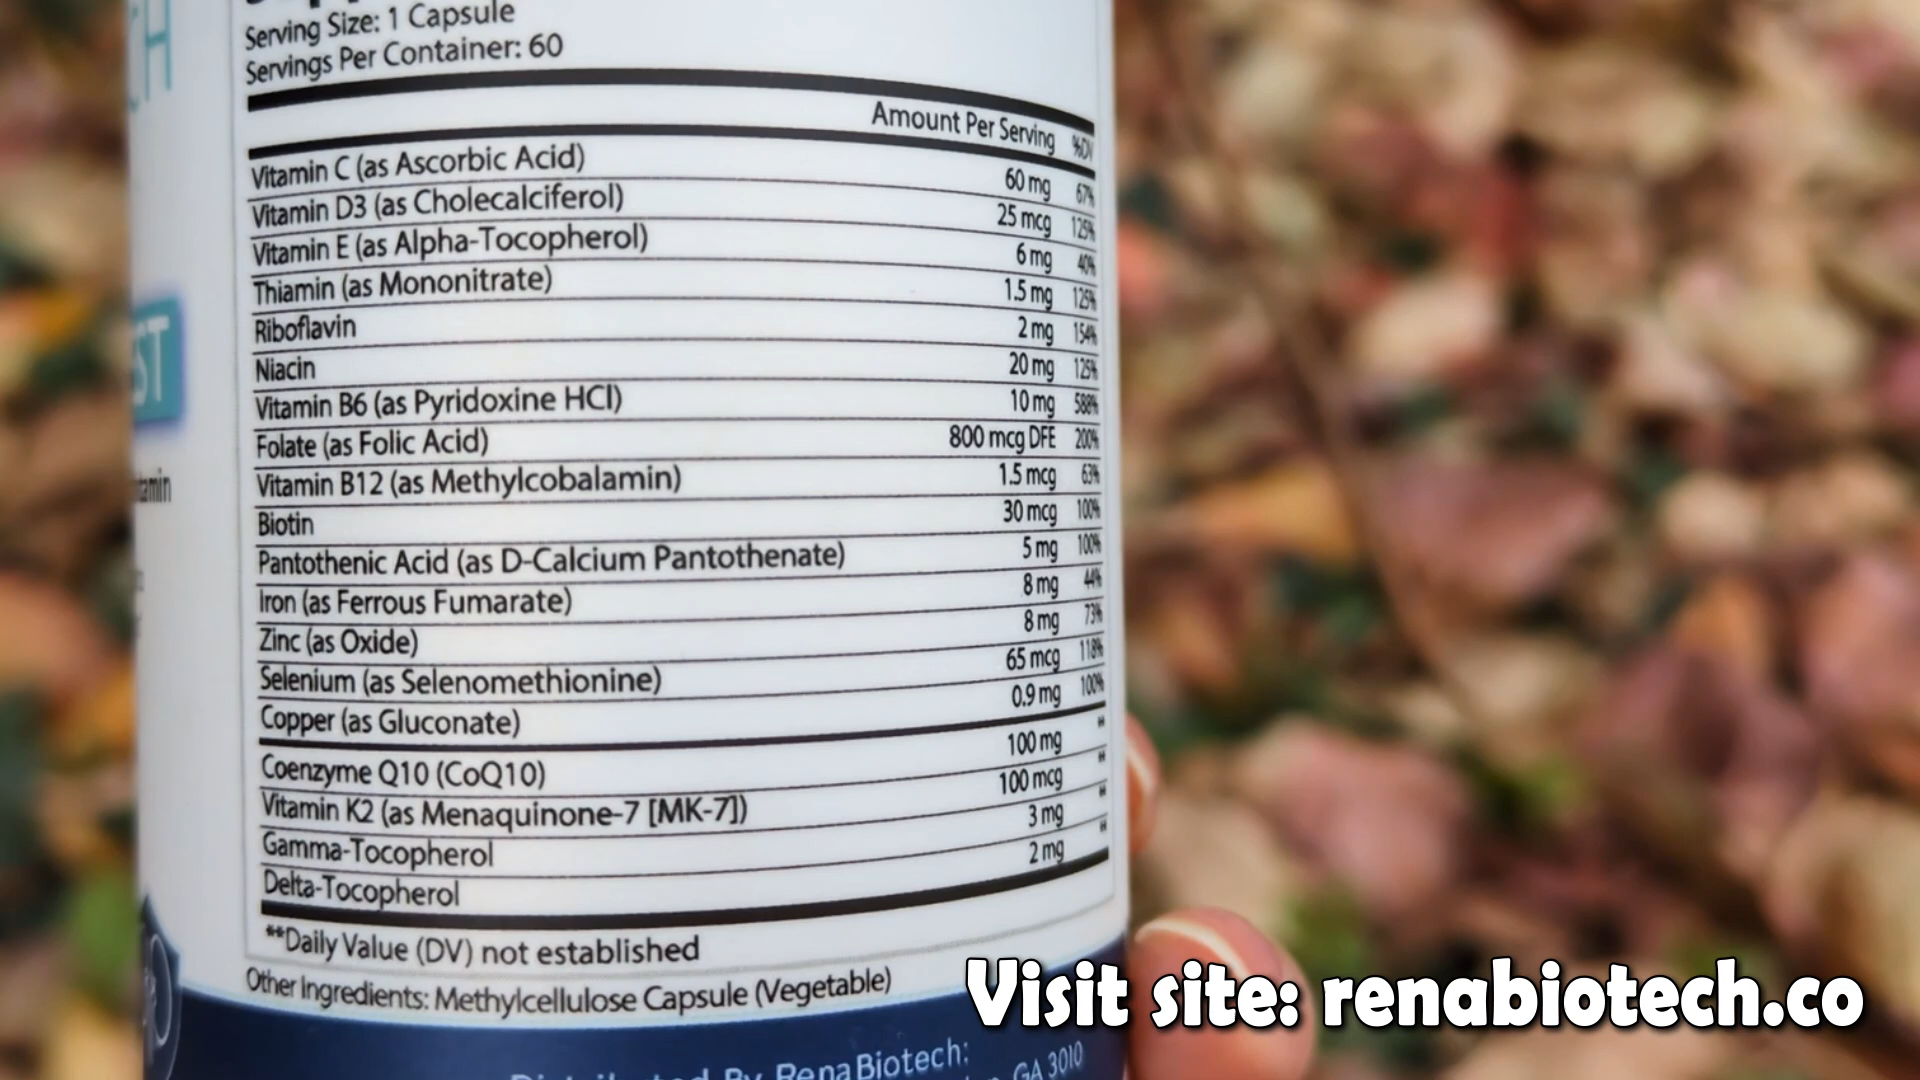 Serving Size: 1 Capsule
Servings Per Container: 60
Amount Per Serving %DV
Vitamin C (as Ascorbic Acid) 60 mg 67%
Vitamin D3 (as Cholecalciferol) 25 mcg 125%
Vitamin E (as Alpha-Tocopherol) 6 mg 40%
Thiamin (as Mononitrate) 1.5 mg 125%
Riboflavin 2 mg 154%
Niacin 20 mg 125%
Vitamin B6 (as Pyridoxine HCl) 10 mg 588%
Folate (as Folic Acid) 800 mcg DFE 200%
Vitamin B12 (as Methylcobalamin) 1.5 mcg 63%
Biotin 30 mcg 100%
Pantothenic Acid (as D-Calcium Pantothenate) 5 mg 100%
Iron (as Ferrous Fumarate) 8 mg 44%
Zinc (as Oxide) 8 mg 73%
Selenium (as Selenomethionine) 65 mcg 118%
Copper (as Gluconate) 0.9 mg 100%
Coenzyme Q10 (CoQ10) 100 mg **
Vitamin K2 (as Menaquinone-7 [MK-7]) 100 mcg **
Gamma-Tocopherol 3 mg **
Delta-Tocopherol 2 mg **
**Daily Value (DV) not established
Other Ingredients: Methylcellulose Capsule (Vegetable)
Distributed By RenaBiotech:
GA 3010
Visit site: renabiotech.co